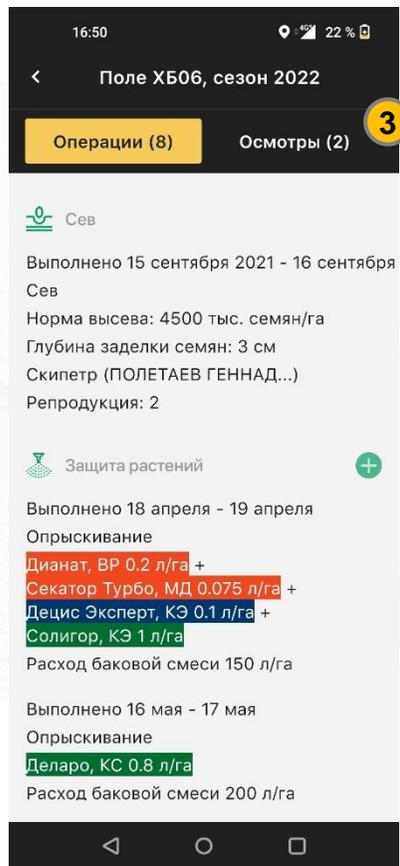 16:50
4G+ 22 %
Поле ХБ06, сезон 2022
Операции (8)
Осмотры (2)
3
Сев
Выполнено 15 сентября 2021 - 16 сентября
Сев
Норма высева: 4500 тыс. семян/га
Глубина заделки семян: 3 см
Скипетр (ПОЛЕТАЕВ ГЕННАД...)
Репродукция: 2
Защита растений
Выполнено 18 апреля - 19 апреля
Опрыскивание
Дианат, ВР 0.2 л/га +
Секатор Турбо, МД 0.075 л/га +
Децис Эксперт, КЭ 0.1 л/га +
Солигор, КЭ 1 л/га
Расход баковой смеси 150 л/га
Выполнено 16 мая - 17 мая
Опрыскивание
Деларо, КС 0.8 л/га
Расход баковой смеси 200 л/га